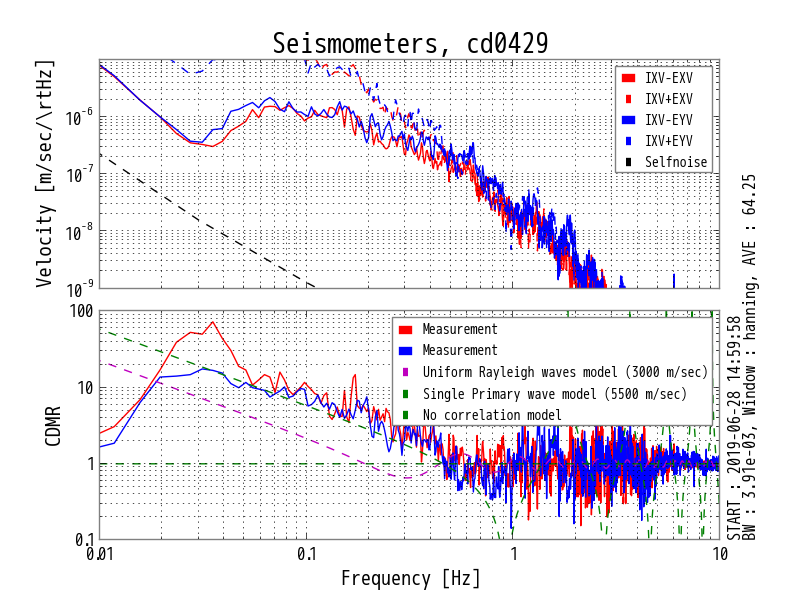 Seismometers, cd0429
Velocity [m/sec/\rtHz]
10^-6
10^-7
10^-8
10^-9
IXV-EXV
IXV+EXV
IXV-EYV
IXV+EYV
Selfnoise
CDMR
100
10
1
0.1
Measurement
Measurement
Uniform Rayleigh waves model (3000 m/sec)
Single Primary wave model (5500 m/sec)
No correlation model
0.01
0.1
1
10
Frequency [Hz]
START : 2019-06-28 14:59:58
BW : 3.91e-03, Window : hanning, AVE : 64.25